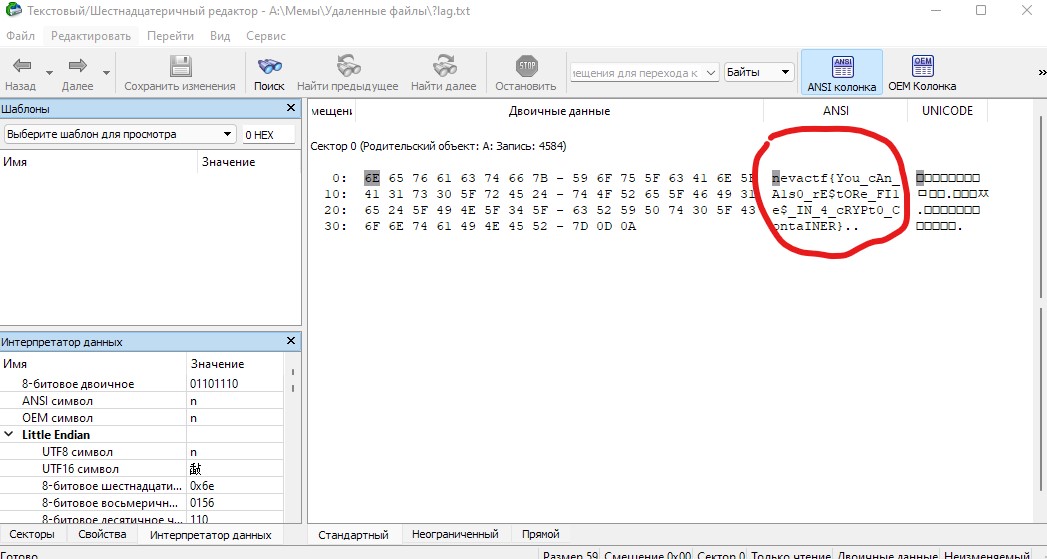 Текстовый/Шестнадцатеричный редактор - A:\Мемы\Удаленные файлы\?lag.txt
Файл Редактировать Перейти Вид Сервис
Назад Далее Сохранить изменения Поиск Найти предыдущее Найти далее Остановить ещения для перехода к Байты ANSI колонка OEM Колонка »
Шаблоны
Выберите шаблон для просмотра 0 HEX
Имя Значение
мещени Двоичные данные ANSI UNICODE
Сектор 0 (Родительский объект: A: Запись: 4584)
0: 6E 65 76 61 63 74 66 7B - 59 6F 75 5F 63 41 6E 5F nevactf{You_cAn_
10: 41 31 73 30 5F 72 45 24 - 74 4F 52 65 5F 46 49 31 A1s0_rE$tORe_FI1
20: 65 24 5F 49 4E 5F 34 5F - 63 52 59 50 74 30 5F 43 e$_IN_4_cRYPt0_C
30: 6F 6E 74 61 49 4E 45 52 - 7D 0D 0A ontaINER}..
Интерпретатор данных
Имя Значение
8-битовое двоичное 01101110
ANSI символ n
OEM символ n
Little Endian
UTF8 символ n
UTF16 символ
8-битовое шестнадцати... 0x6e
8-битовое восьмеричн... 0156
8-битовое десятичное ч... 110
Секторы Свойства Интерпретатор данных Стандартный Неограниченный Прямой
Готово Размер 59 Смещение 0x00 Сектор 0 Только чтение Двоичные данные Неизменяемый